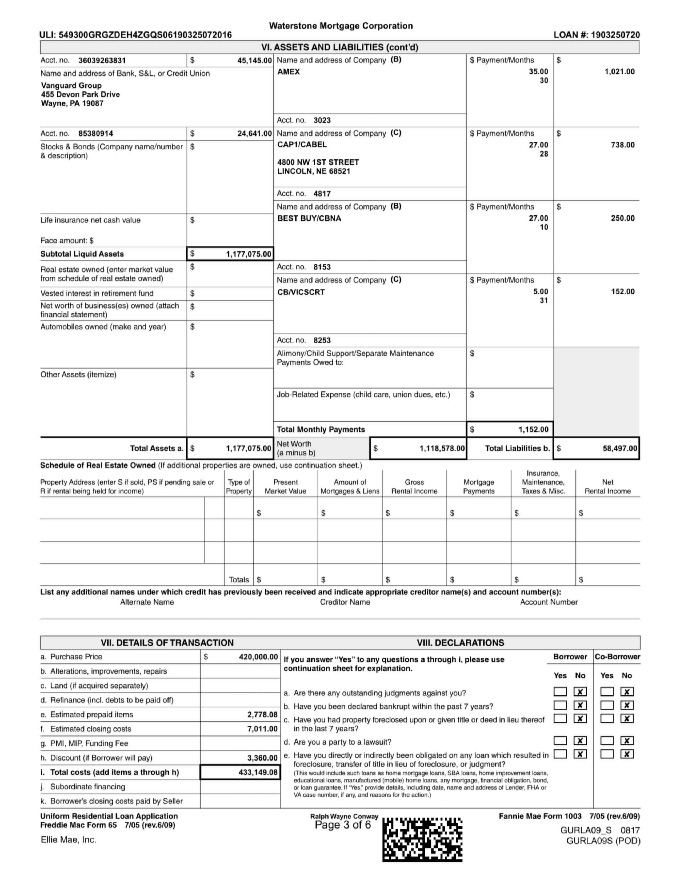 Waterstone Mortgage Corporation
ULI: 549300GRGZDEH4ZGQS06190325072016 LOAN #: 1903250720
VI. ASSETS AND LIABILITIES (cont'd)
Acct. no. 36039263831 $ 45,145.00 Name and address of Company (B) $ Payment/Months $
Name and address of Bank, S&L, or Credit Union AMEX 35.00 1,021.00
30
Vanguard Group
455 Devon Park Drive
Wayne, PA 19087
Acct. no. 3023
Acct. no. 85380914 $ 24,641.00 Name and address of Company (C) $ Payment/Months $
Stocks & Bonds (Company name/number & description) $ CAP1/CABEL 27.00 738.00
28
4800 NW 1ST STREET
LINCOLN, NE 68521
Acct. no. 4817
Name and address of Company (B) $ Payment/Months $
Life insurance net cash value $ BEST BUY/CBNA 27.00 250.00
10
Face amount: $
Subtotal Liquid Assets $ 1,177,075.00
Real estate owned (enter market value from schedule of real estate owned) $ Acct. no. 8153
Name and address of Company (C) $ Payment/Months $
Vested interest in retirement fund $ CB/VICSCRT 5.00 152.00
31
Net worth of business(es) owned (attach financial statement) $
Automobiles owned (make and year) $
Acct. no. 8253
Alimony/Child Support/Separate Maintenance Payments Owed to: $
Other Assets (itemize) $
Job-Related Expense (child care, union dues, etc.) $
Total Monthly Payments $ 1,152.00
Total Assets a. $ 1,177,075.00 Net Worth (a minus b) $ 1,118,578.00 Total Liabilities b. $ 58,497.00
Schedule of Real Estate Owned (If additional properties are owned, use continuation sheet.)
Property Address (enter S if sold, PS if pending sale or R if rental being held for income) Type of Property Present Market Value Amount of Mortgages & Liens Gross Rental Income Mortgage Payments Insurance, Maintenance, Taxes & Misc. Net Rental Income
$ $ $ $ $ $
Totals $ $ $ $ $ $
List any additional names under which credit has previously been received and indicate appropriate creditor name(s) and account number(s):
Alternate Name Creditor Name Account Number
VII. DETAILS OF TRANSACTION
a. Purchase Price $ 420,000.00
b. Alterations, improvements, repairs
c. Land (if acquired separately)
d. Refinance (incl. debts to be paid off)
e. Estimated prepaid items 2,778.08
f. Estimated closing costs 7,011.00
g. PMI, MIP, Funding Fee
h. Discount (if Borrower will pay) 3,360.00
i. Total costs (add items a through h) 433,149.08
j. Subordinate financing
k. Borrower's closing costs paid by Seller
VIII. DECLARATIONS
If you answer "Yes" to any questions a through i, please use continuation sheet for explanation.
Borrower Co-Borrower
Yes No Yes No
a. Are there any outstanding judgments against you? X X
b. Have you been declared bankrupt within the past 7 years? X X
c. Have you had property foreclosed upon or given title or deed in lieu thereof in the last 7 years? X X
d. Are you a party to a lawsuit? X X
e. Have you directly or indirectly been obligated on any loan which resulted in foreclosure, transfer of title in lieu of foreclosure, or judgment? X X
(This would include such loans as home mortgage loans, SBA loans, home improvement loans, educational loans, manufactured (mobile) home loans, any mortgage, financial obligation, bond, or loan guarantee. If "Yes," provide details, including date, name and address of Lender, FHA or VA case number, if any, and reasons for the action.)
Uniform Residential Loan Application Ralph Wayne Conway Fannie Mae Form 1003 7/05 (rev.6/09)
Freddie Mac Form 65 7/05 (rev.6/09) Page 3 of 6
GURLA09_S 0817
Ellie Mae, Inc. GURLA09S (POD)